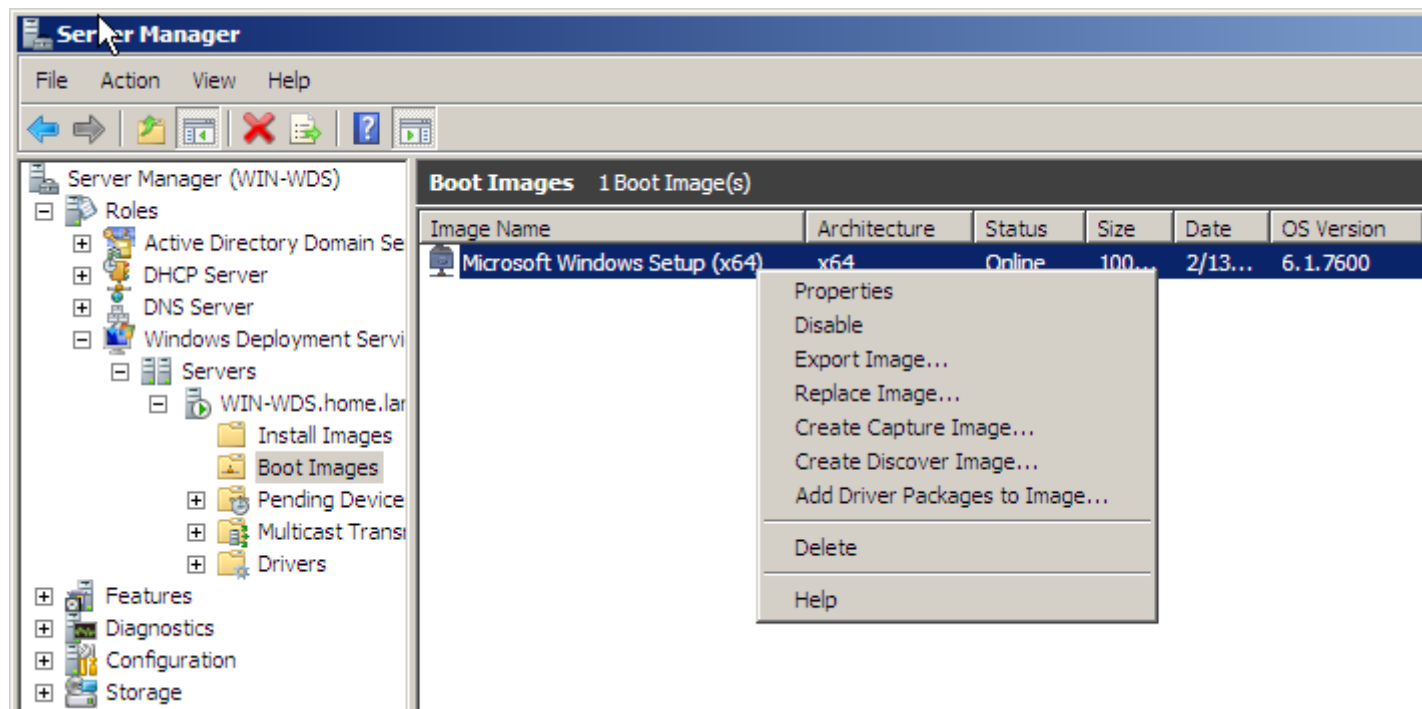 Server Manager
File Action View Help
Server Manager (WIN-WDS)
Roles
Active Directory Domain Se
DHCP Server
DNS Server
Windows Deployment Servi
Servers
WIN-WDS.home.lan
Install Images
Boot Images
Pending Device
Multicast Trans
Drivers
Features
Diagnostics
Configuration
Storage
Boot Images 1 Boot Image(s)
Image Name Architecture Status Size Date OS Version
Microsoft Windows Setup (x64) x64 Online 100... 2/13... 6.1.7600
Properties
Disable
Export Image...
Replace Image...
Create Capture Image...
Create Discover Image...
Add Driver Packages to Image...
Delete
Help